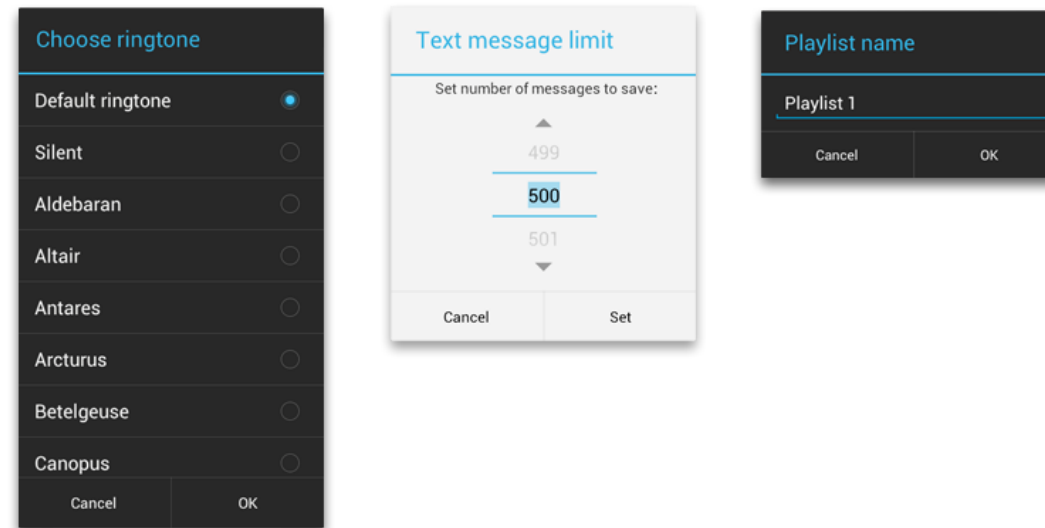 Choose ringtone
Default ringtone
Silent
Aldebaran
Altair
Antares
Arcturus
Betelgeuse
Canopus
Cancel OK
Text message limit
Set number of messages to save:
499
500
501
Cancel Set
Playlist name
Playlist 1
Cancel OK